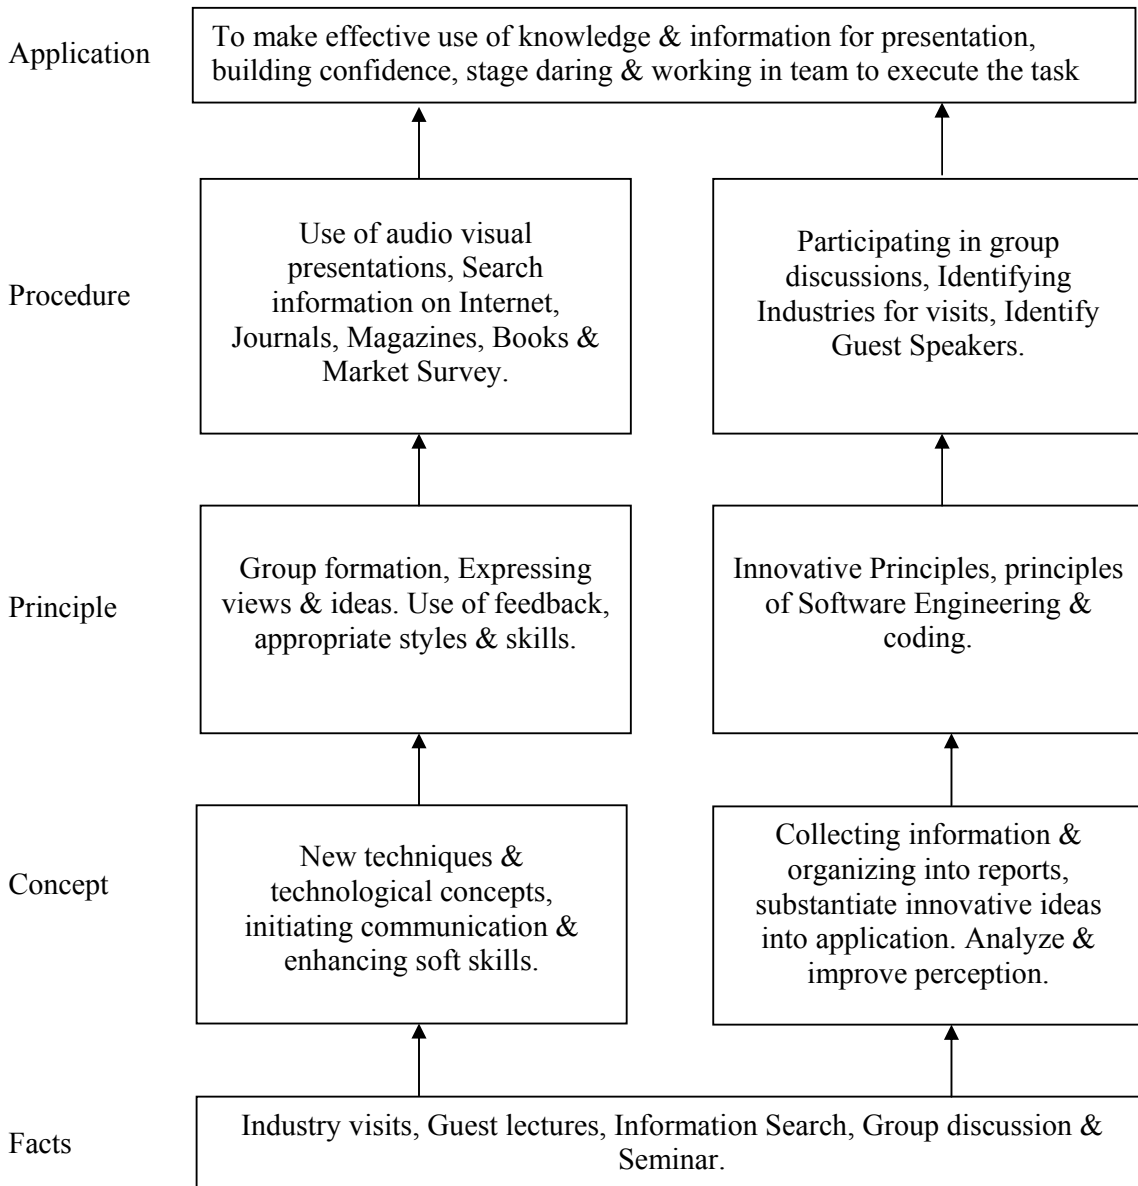 Application
To make effective use of knowledge & information for presentation,
building confidence, stage daring & working in team to execute the task
Procedure
Use of audio visual
presentations, Search
information on Internet,
Journals, Magazines, Books &
Market Survey.
Participating in group
discussions, Identifying
Industries for visits, Identify
Guest Speakers.
Principle
Group formation, Expressing
views & ideas. Use of feedback,
appropriate styles & skills.
Innovative Principles, principles
of Software Engineering &
coding.
Concept
New techniques &
technological concepts,
initiating communication &
enhancing soft skills.
Collecting information &
organizing into reports,
substantiate innovative ideas
into application. Analyze &
improve perception.
Facts
Industry visits, Guest lectures, Information Search, Group discussion &
Seminar.